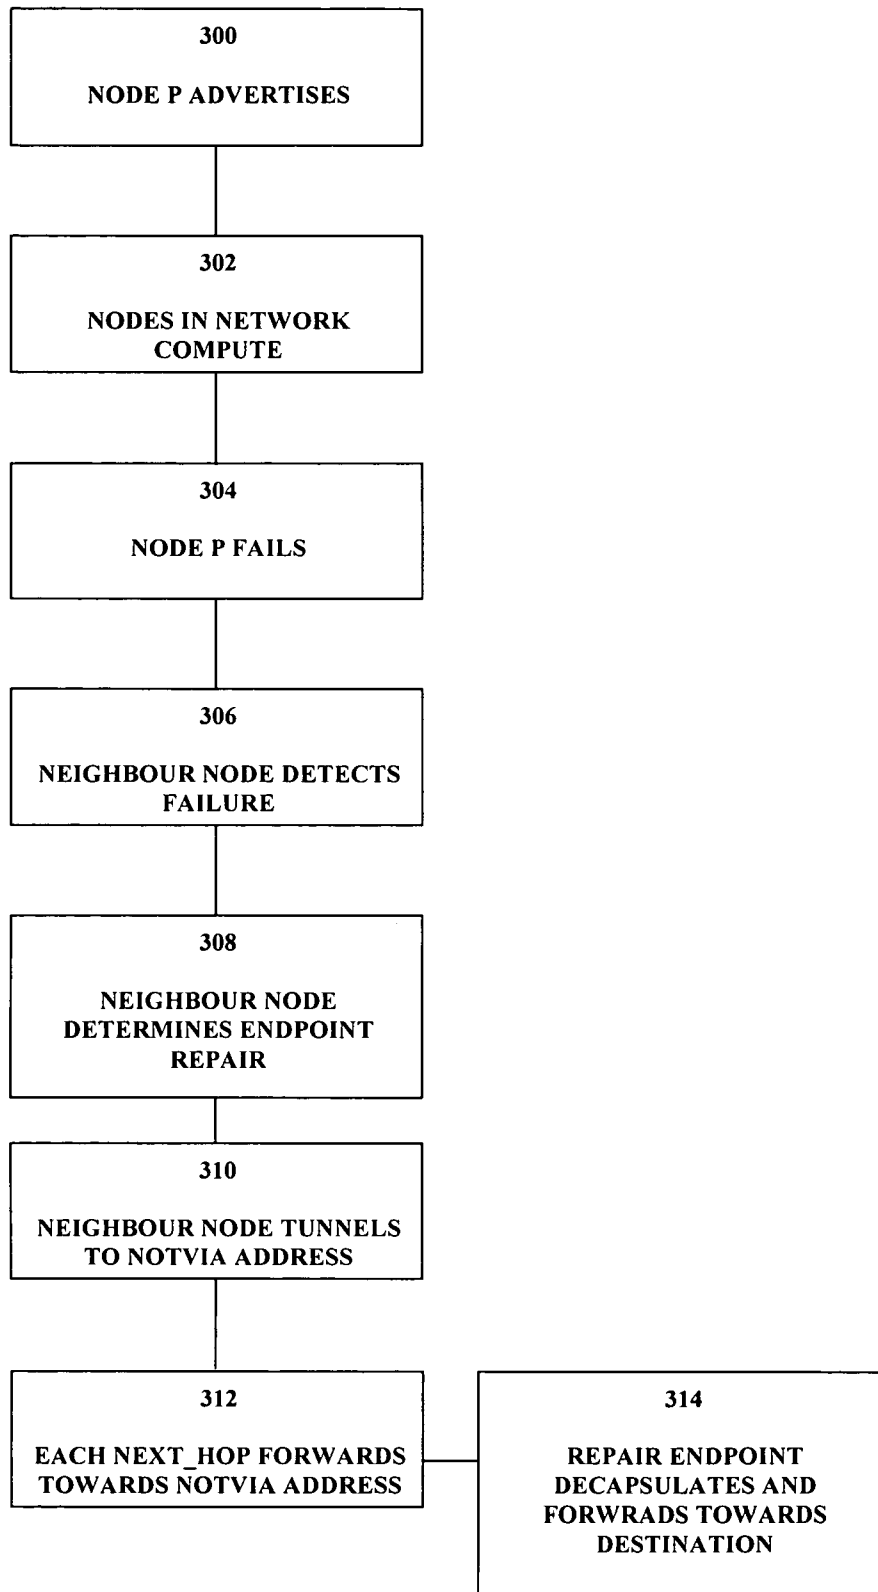 300
NODE P ADVERTISES
302
NODES IN NETWORK
COMPUTE
304
NODE P FAILS
306
NEIGHBOUR NODE DETECTS
FAILURE
308
NEIGHBOUR NODE
DETERMINES ENDPOINT
REPAIR
310
NEIGHBOUR NODE TUNNELS
TO NOTVIA ADDRESS
312
EACH NEXT_HOP FORWARDS
TOWARDS NOTVIA ADDRESS
314
REPAIR ENDPOINT
DECAPSULATES AND
FORWRADS TOWARDS
DESTINATION